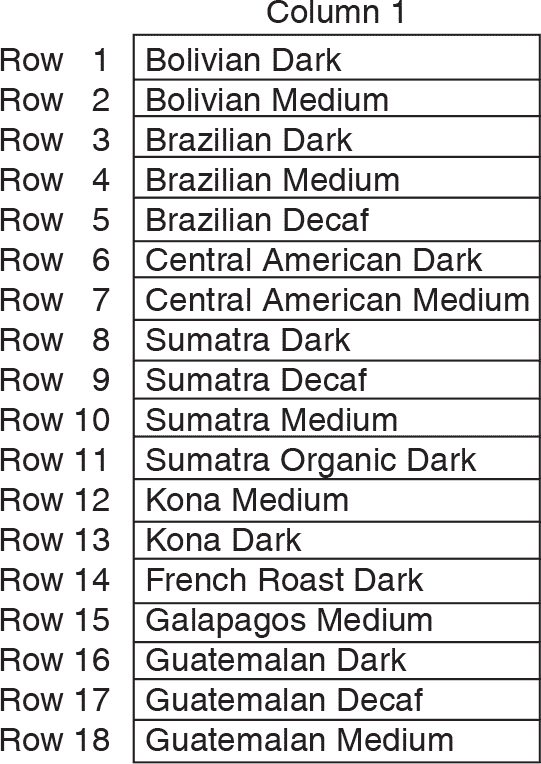 Column 1
Row 1 Bolivian Dark
Row 2 Bolivian Medium
Row 3 Brazilian Dark
Row 4 Brazilian Medium
Row 5 Brazilian Decaf
Row 6 Central American Dark
Row 7 Central American Medium
Row 8 Sumatra Dark
Row 9 Sumatra Decaf
Row 10 Sumatra Medium
Row 11 Sumatra Organic Dark
Row 12 Kona Medium
Row 13 Kona Dark
Row 14 French Roast Dark
Row 15 Galapagos Medium
Row 16 Guatemalan Dark
Row 17 Guatemalan Decaf
Row 18 Guatemalan Medium